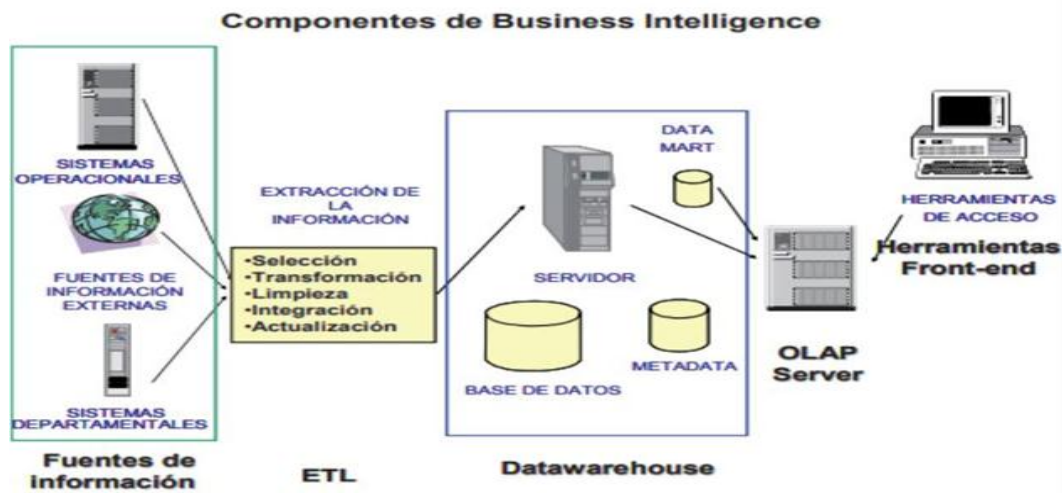 Componentes de Business Intelligence
SISTEMAS
OPERACIONALES
FUENTES DE
INFORMACIÓN
EXTERNAS
SISTEMAS
DEPARTAMENTALES
Fuentes de
información
EXTRACCIÓN DE
LA
INFORMACIÓN
•Selección
•Transformación
•Limpieza
•Integración
•Actualización
ETL
DATA
MART
SERVIDOR
BASE DE DATOS
METADATA
Datawarehouse
OLAP
Server
HERRAMIENTAS
DE ACCESO
Herramientas
Front-end